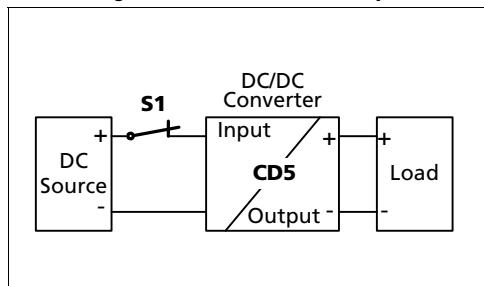 DC/DC
Converter
S1
Input
+
+
+
DC
Source
CD5
Load
-
Output
-
-